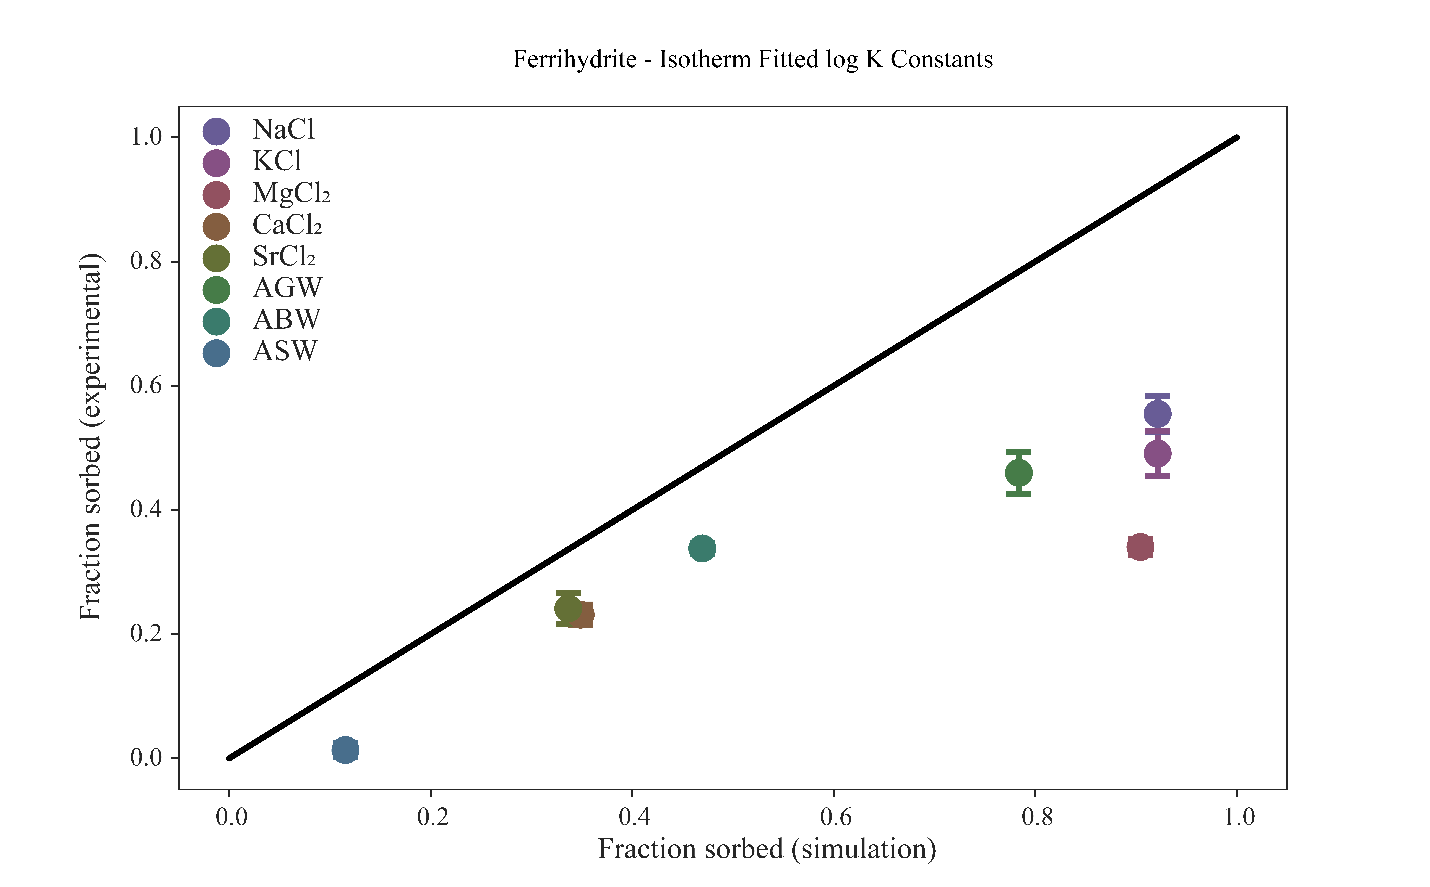 Ferrihydrite - Isotherm Fitted log K Constants
NaCl
KCl
MgCl₂
CaCl₂
SrCl₂
AGW
ABW
ASW
1.0
0.8
0.6
0.4
0.2
0.0
Fraction sorbed (experimental)
0.0 0.2 0.4 0.6 0.8 1.0
Fraction sorbed (simulation)